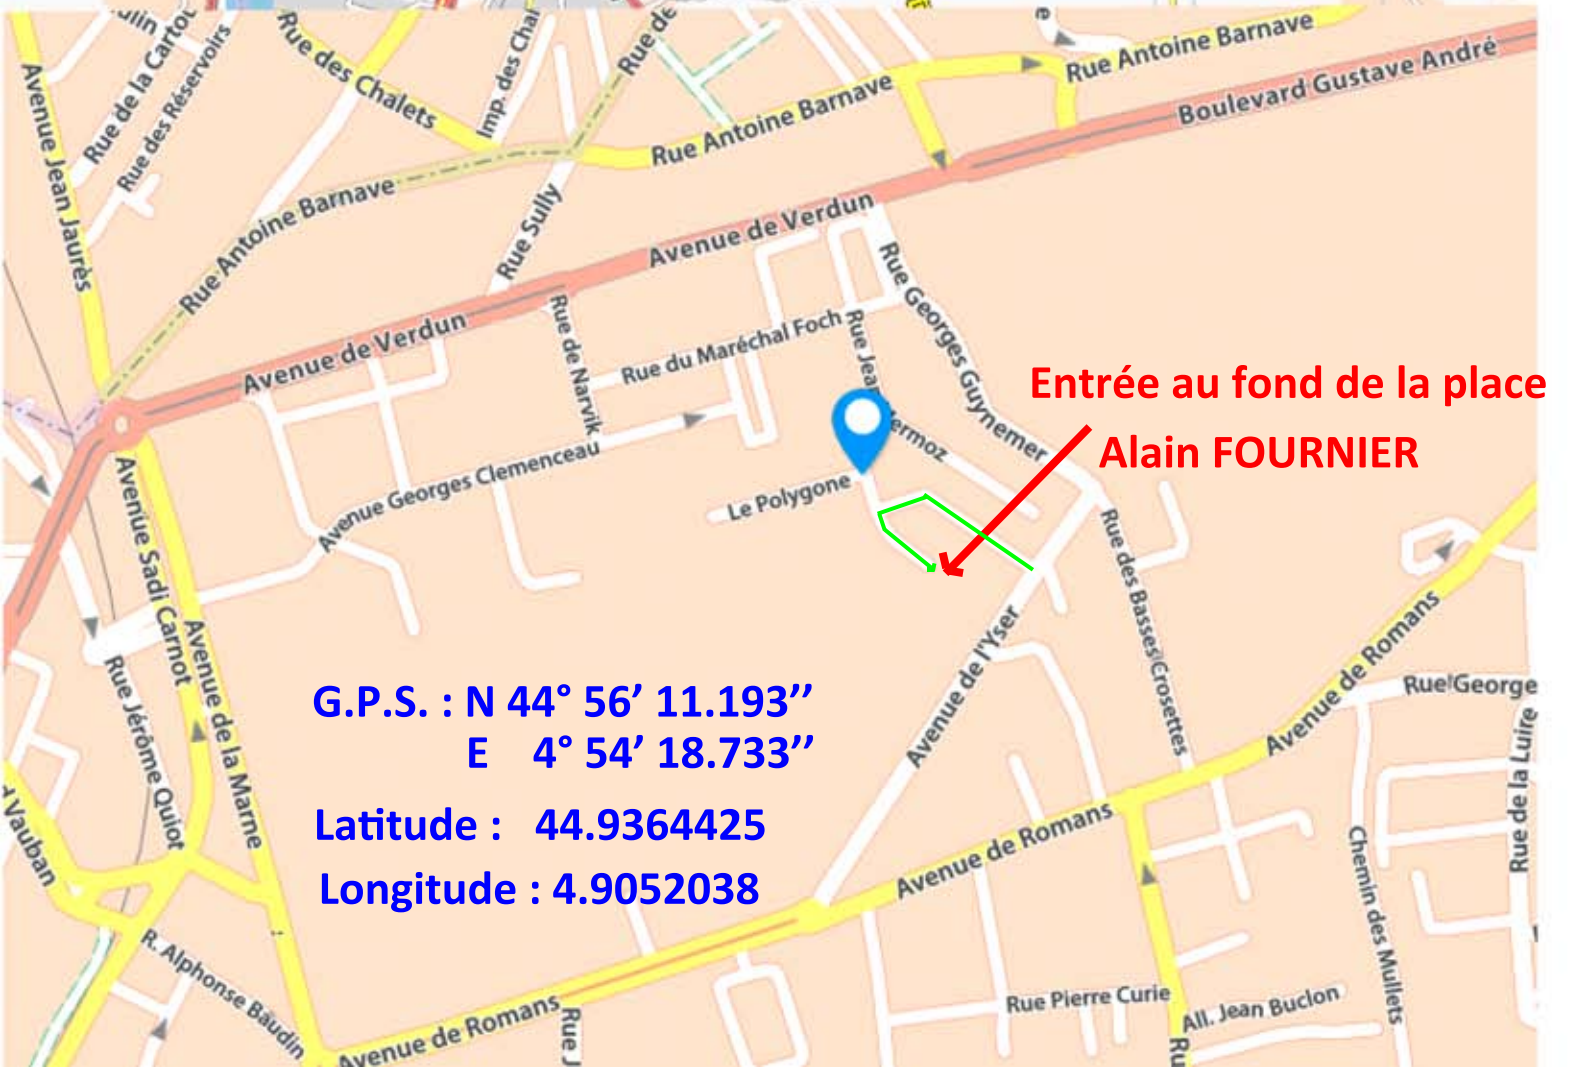 Rue de la Cartou
Rue des Réservoirs
Rue des Chalets
Imp. des Chal
Rue de
e
Rue Antoine Barnave
Boulevard Gustave André
Avenue Jean Jaurès
Rue Antoine Barnave
Rue Antoine Barnave
Rue Sully
Avenue de Verdun
Avenue de Verdun
Rue de Narvik
Rue du Maréchal Foch
Rue Jean Mermoz
Rue Georges Guynemer
Entrée au fond de la place
Alain FOURNIER
Avenue Georges Clemenceau
Le Polygone
Avenue Sadi Carnot
Avenue de la Marne
Rue Jérôme Quiot
Vauban
Rue des Basses Crosettes
Avenue de l'Yser
Avenue de Romans
Rue George
Rue de la Luire
G.P.S. : N 44° 56’ 11.193’’
E 4° 54’ 18.733’’
Latitude : 44.9364425
Longitude : 4.9052038
Avenue de Romans
Chemin des Mullets
R. Alphonse Baudin
Avenue de Romans
Rue J
Rue Pierre Curie
All. Jean Buclon
Ru